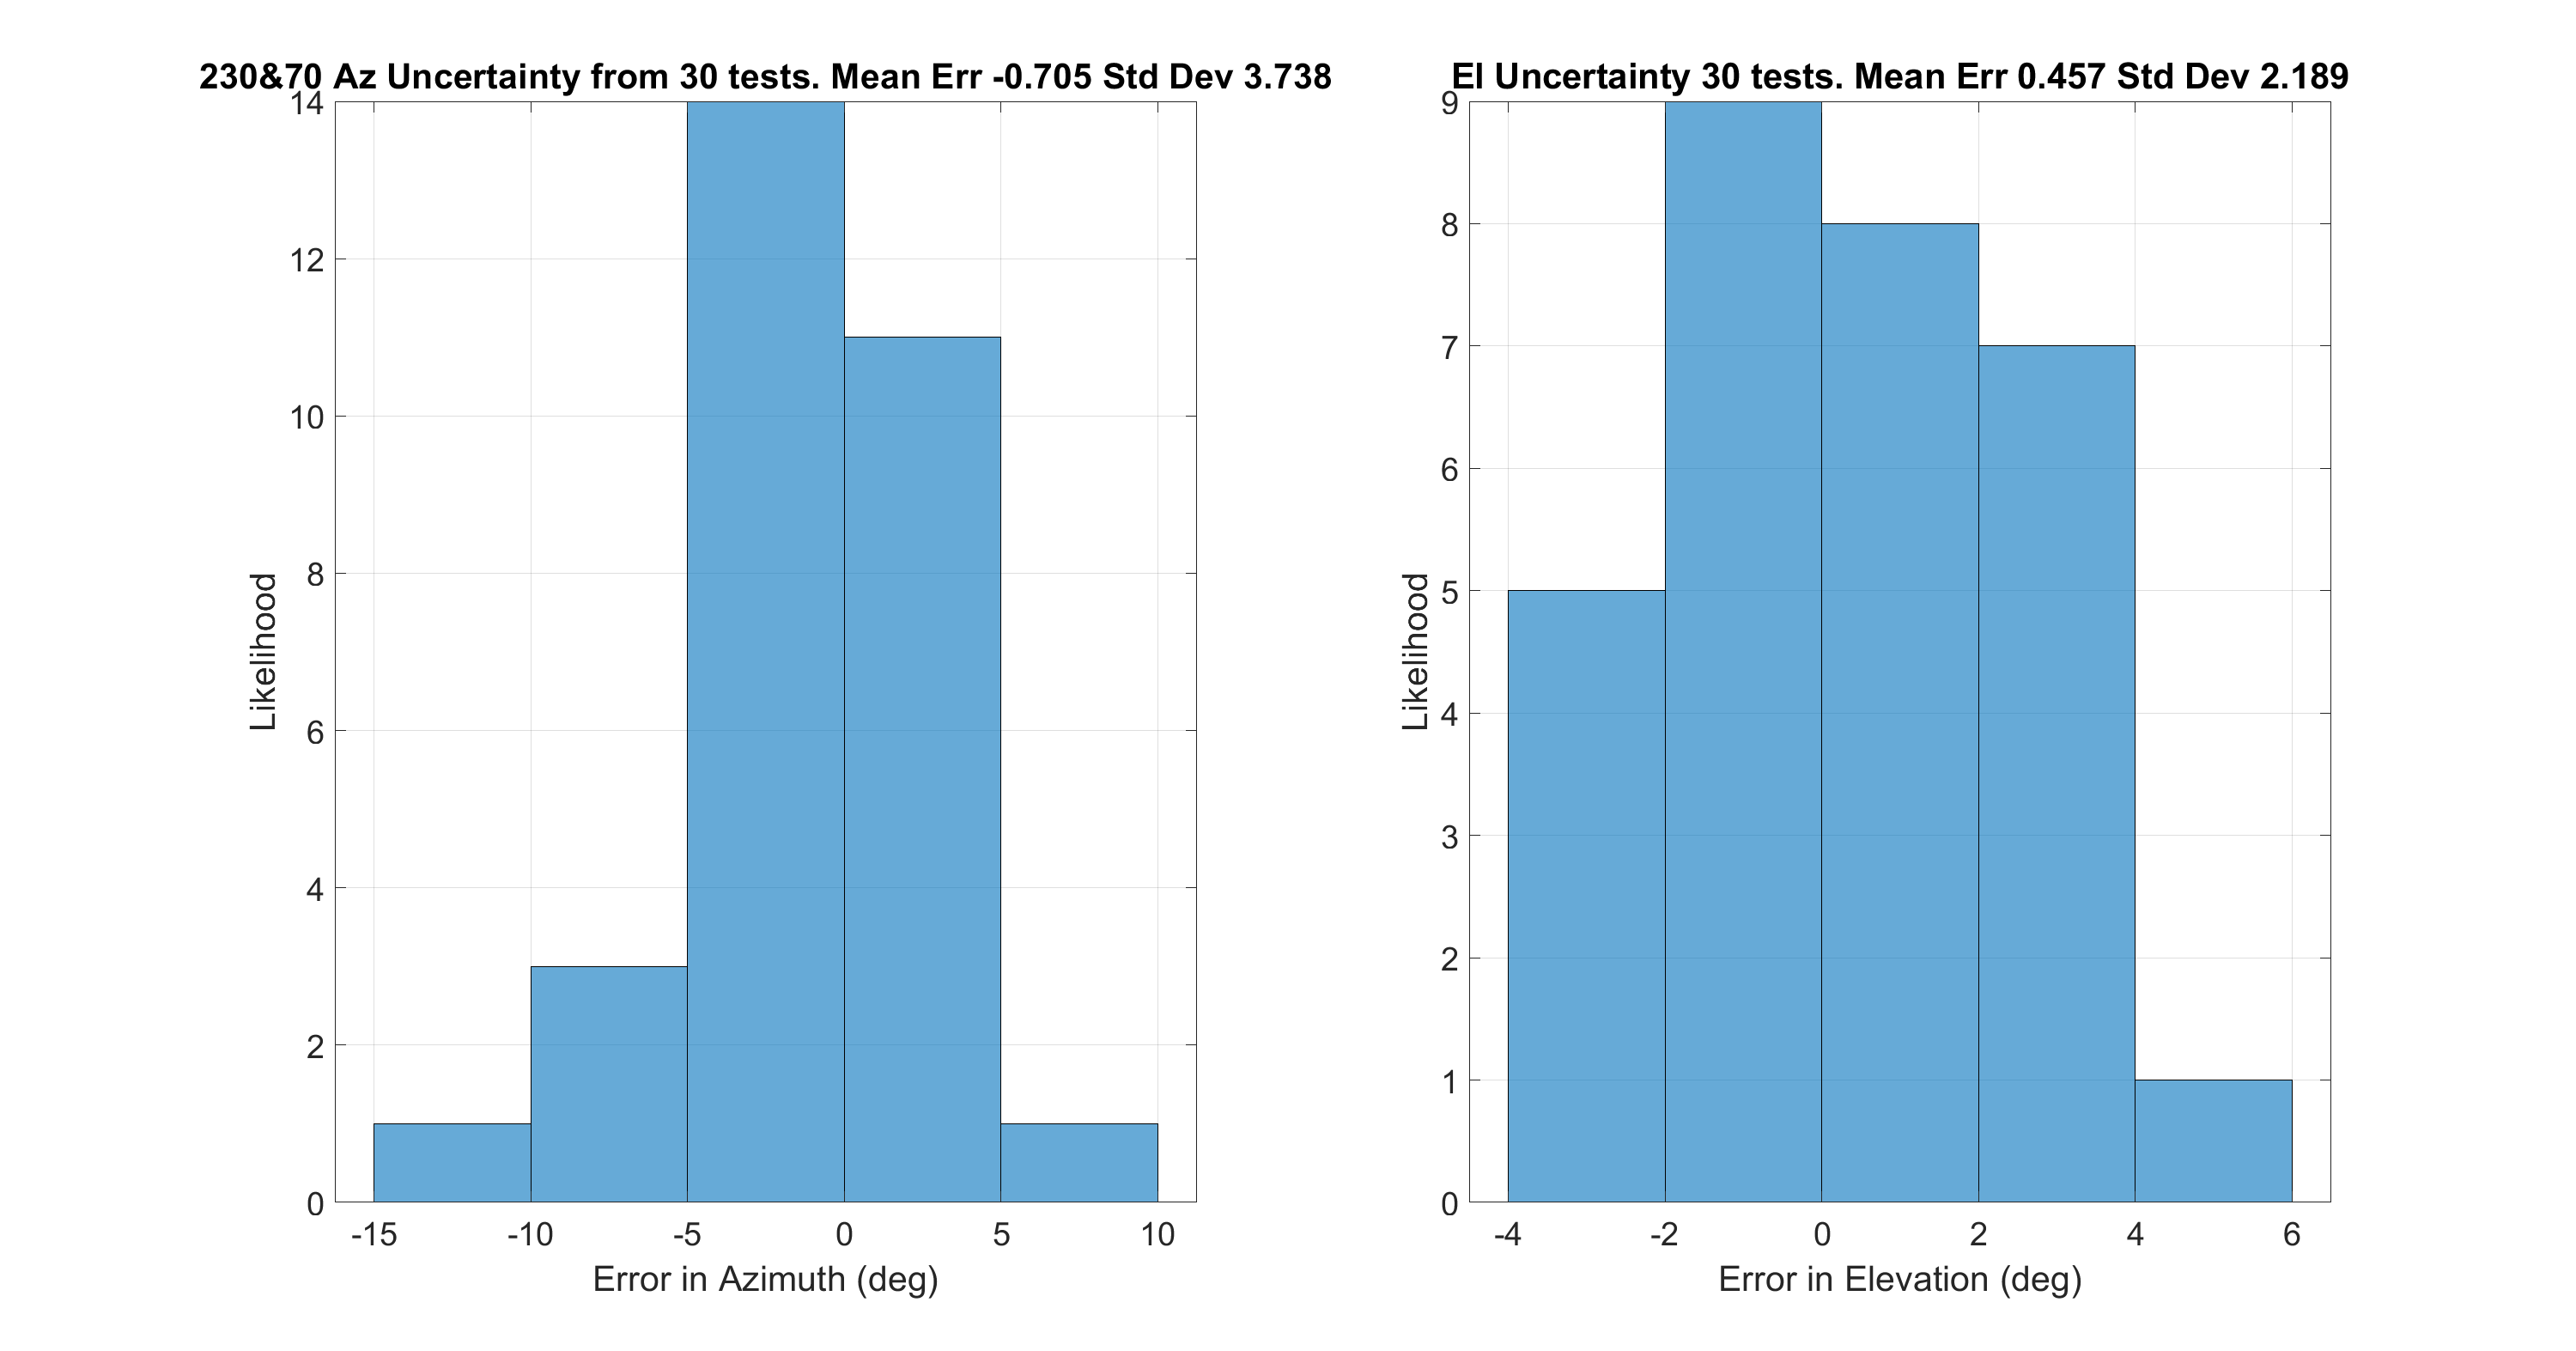 230&70 Az Uncertainty from 30 tests. Mean Err -0.705 Std Dev 3.738
14
12
10
8
6
4
2
0
Likelihood
-15 -10 -5 0 5 10
Error in Azimuth (deg)
El Uncertainty 30 tests. Mean Err 0.457 Std Dev 2.189
9
8
7
6
5
4
3
2
1
0
Likelihood
-4 -2 0 2 4 6
Error in Elevation (deg)